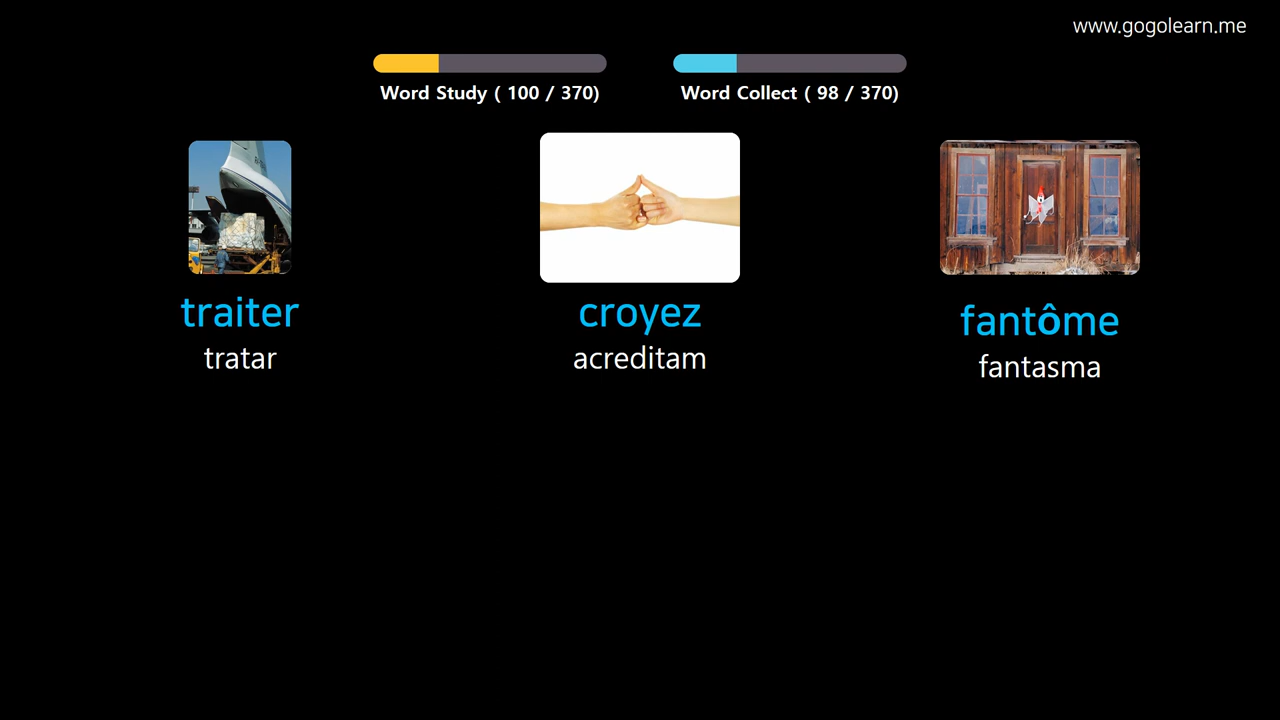 www.gogolearn.me
Word Study ( 100 / 370)
Word Collect ( 98 / 370)
traiter
tratar
croyez
acreditam
fantôme
fantasma